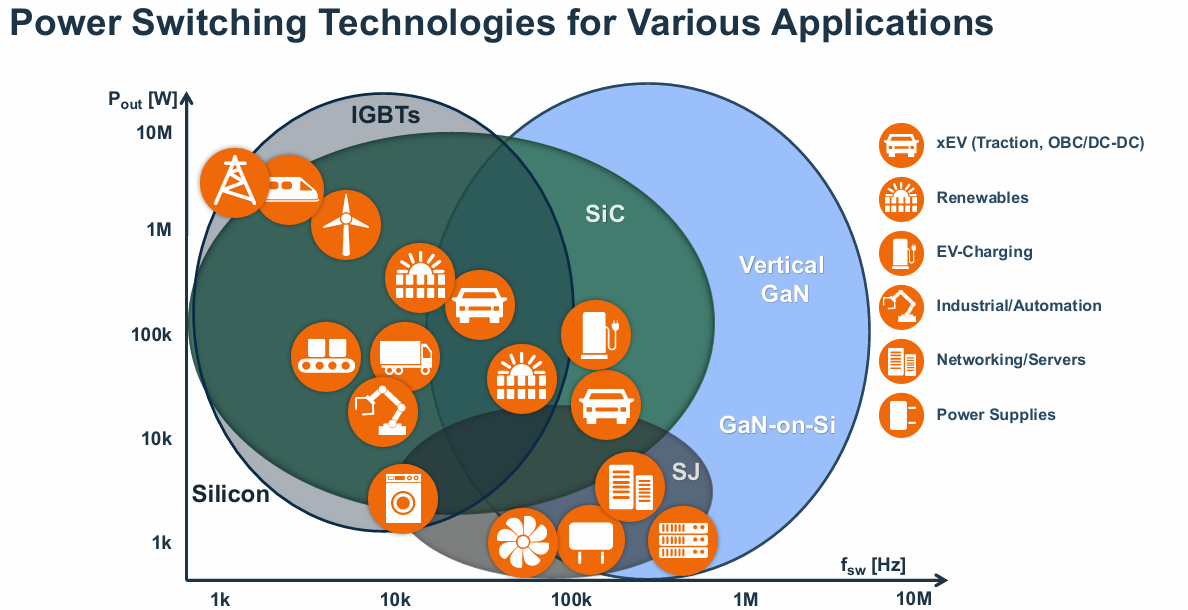 Power Switching Technologies for Various Applications
Pout [W]
10M
1M
100k
10k
1k
IGBTs
SiC
Vertical
GaN
GaN-on-Si
SJ
Silicon
fsw [Hz]
1k
10k
100k
1M
10M
xEV (Traction, OBC/DC-DC)
Renewables
EV-Charging
Industrial/Automation
Networking/Servers
Power Supplies